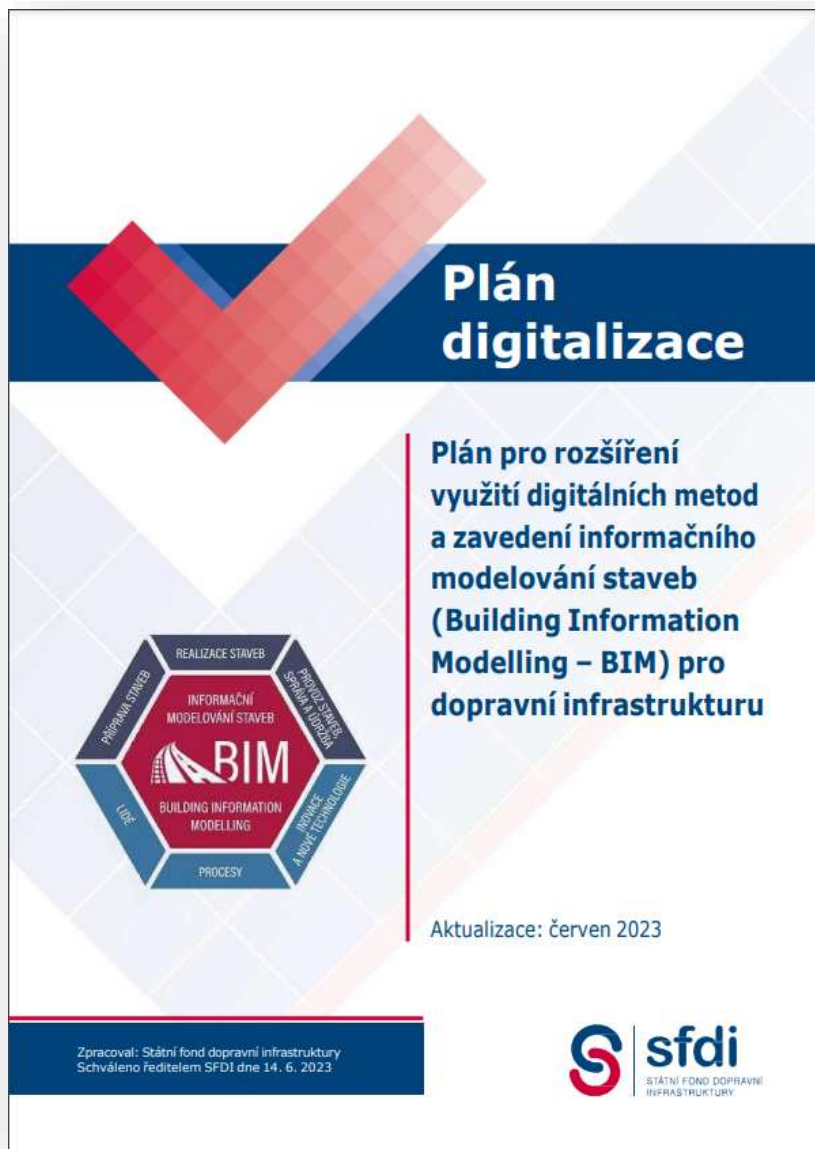 Plán
digitalizace
Plán pro rozšíření
využití digitálních metod
a zavedení informačního
modelování staveb
(Building Information
Modelling – BIM) pro
dopravní infrastrukturu
REALIZACE STAVEB
PŘÍPRAVA STAVEB
PROVOZ STAVEB,
SPRÁVA A ÚDRŽBA
INFORMAČNÍ
MODELOVÁNÍ STAVEB
BIM
BUILDING INFORMATION
MODELLING
LIDÉ
INOVACE
A NOVÉ TECHNOLOGIE
PROCESY
Aktualizace: červen 2023
Zpracoval: Státní fond dopravní infrastruktury
Schváleno ředitelem SFDI dne 14. 6. 2023
sfdi
STÁTNÍ FOND DOPRAVNÍ
INFRASTRUKTURY